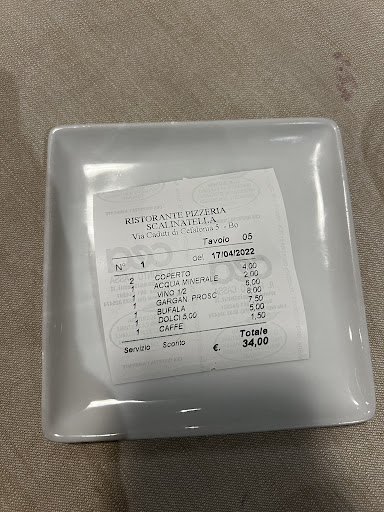 RISTORANTE PIZZERIA
SCALINATELLA
Via Caduti di Cefalonia 5 - Bo
Tavolo 05
N° 1 del 17/04/2022
2 COPERTO 4,00
1 ACQUA MINERALE 2,00
1 VINO 1/2 6,00
1 GARGAN. PROSC 8,00
1 BUFALA 7,50
1 DOLCI 5,00 5,00
1 CAFFE' 1,50
Servizio Sconto Totale
€. 34,00